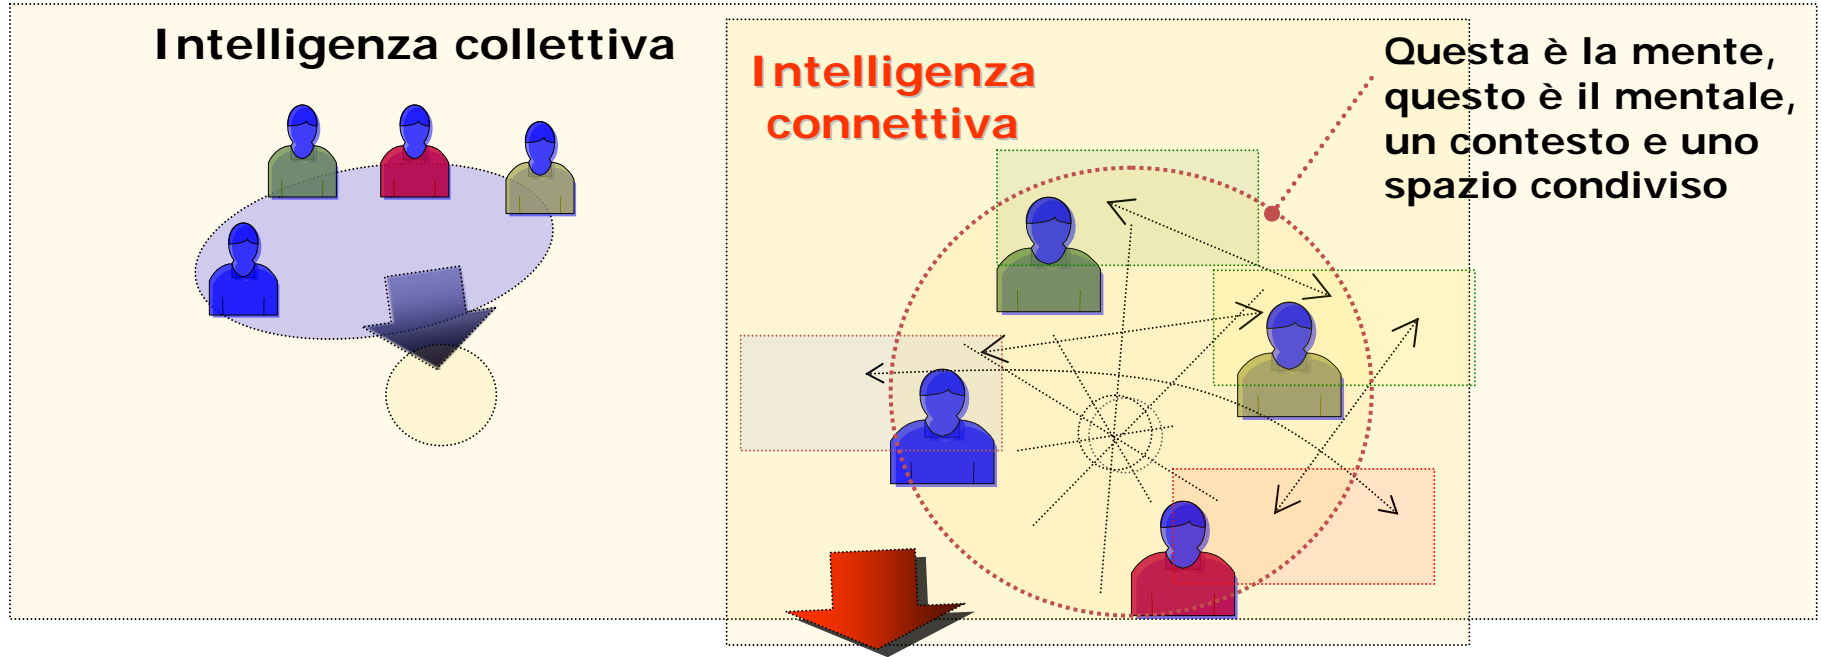 Intelligenza collettiva
Intelligenza
connettiva
Questa è la mente,
questo è il mentale,
un contesto e uno
spazio condiviso